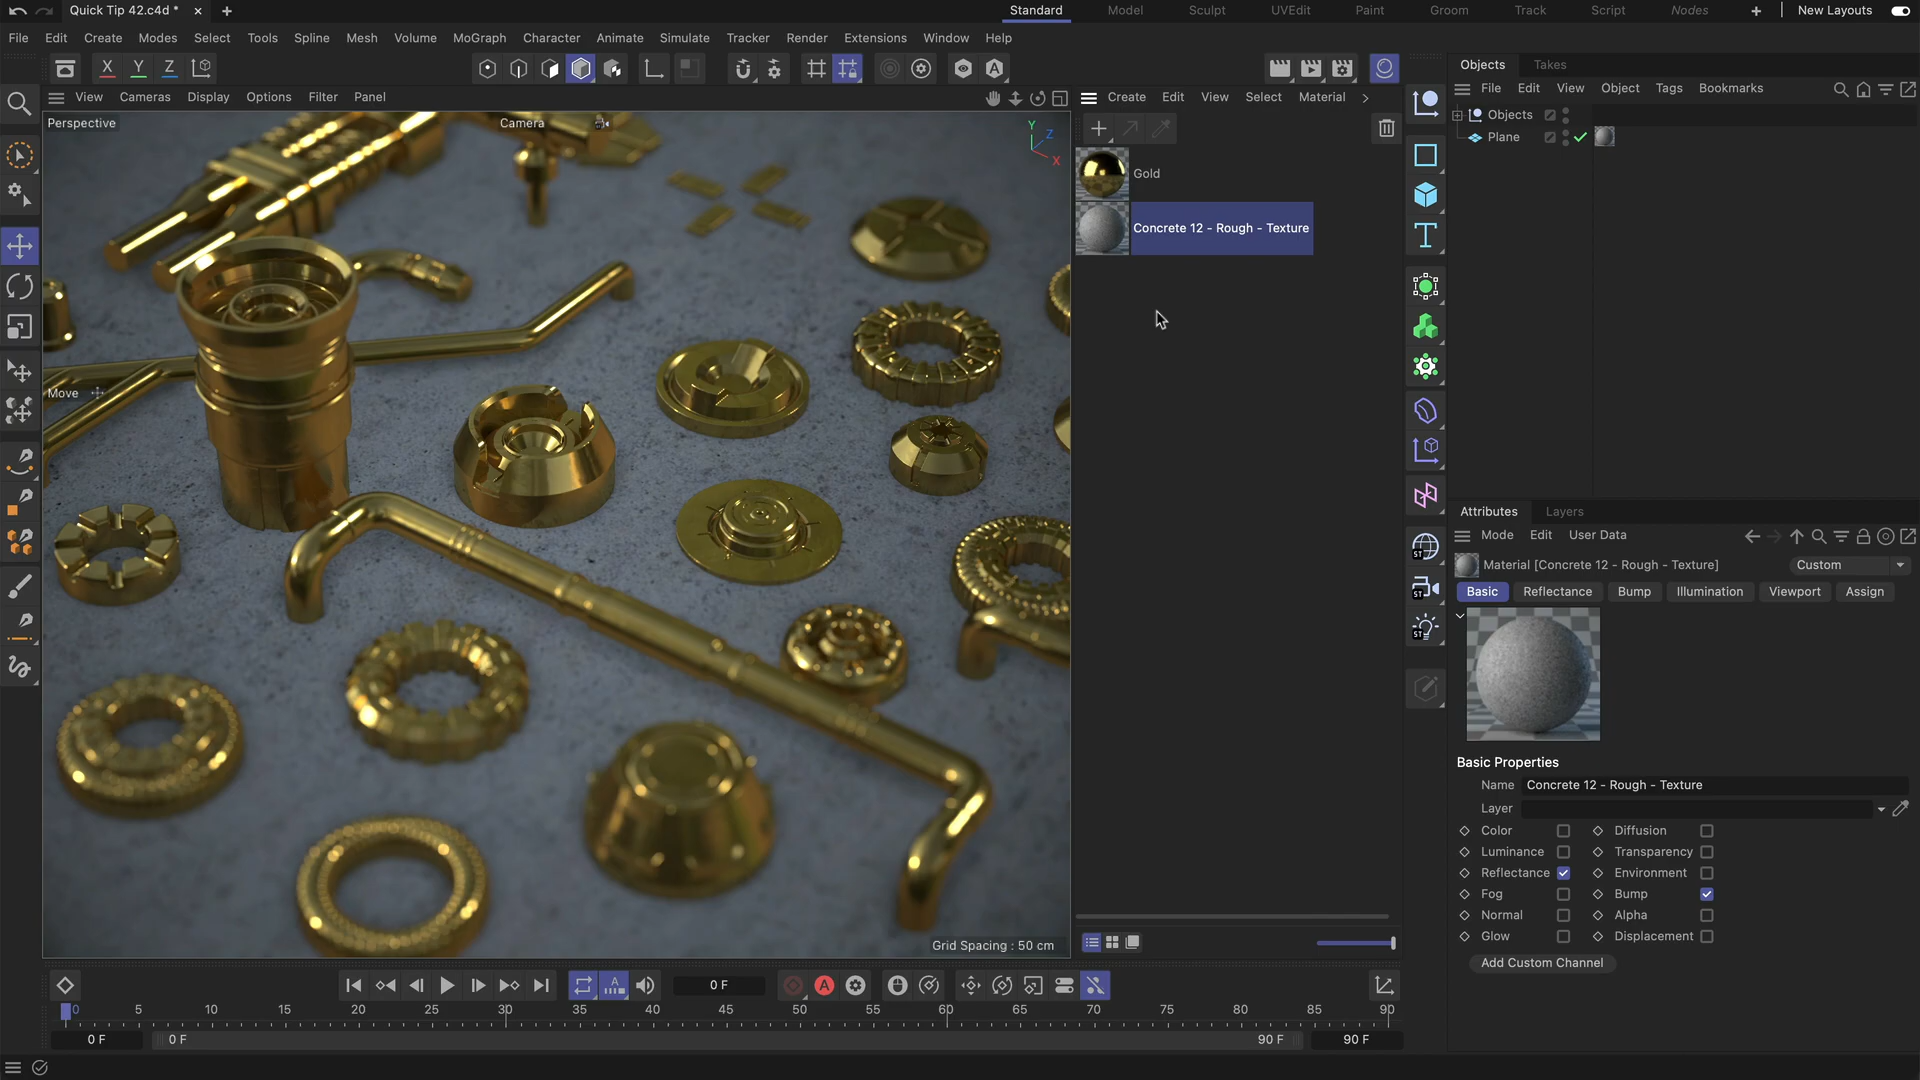 Quick Tip 42.c4d *
Standard
Model
Sculpt
UVEdit
Paint
Groom
Track
Script
Nodes
New Layouts
File Edit Create Modes Select Tools Spline Mesh Volume MoGraph Character Animate Simulate Tracker Render Extensions Window Help
X Y Z
Objects Takes
View Cameras Display Options Filter Panel
Create Edit View Select Material
File Edit View Object Tags Bookmarks
Perspective
Camera
Y
Z
X
Objects
Plane
Gold
Concrete 12 - Rough - Texture
Move
Attributes Layers
Mode Edit User Data
Material [Concrete 12 - Rough - Texture]
Custom
Basic Reflectance Bump Illumination Viewport Assign
ST
ST
ST
Basic Properties
Name Concrete 12 - Rough - Texture
Layer
Color Diffusion
Luminance Transparency
Reflectance Environment
Fog Bump
Normal Alpha
Glow Displacement
Add Custom Channel
Grid Spacing : 50 cm
A
0 F
A
0 5 10 15 20 25 30 35 40 45 50 55 60 65 70 75 80 85 90
0 F
0 F
90 F
90 F